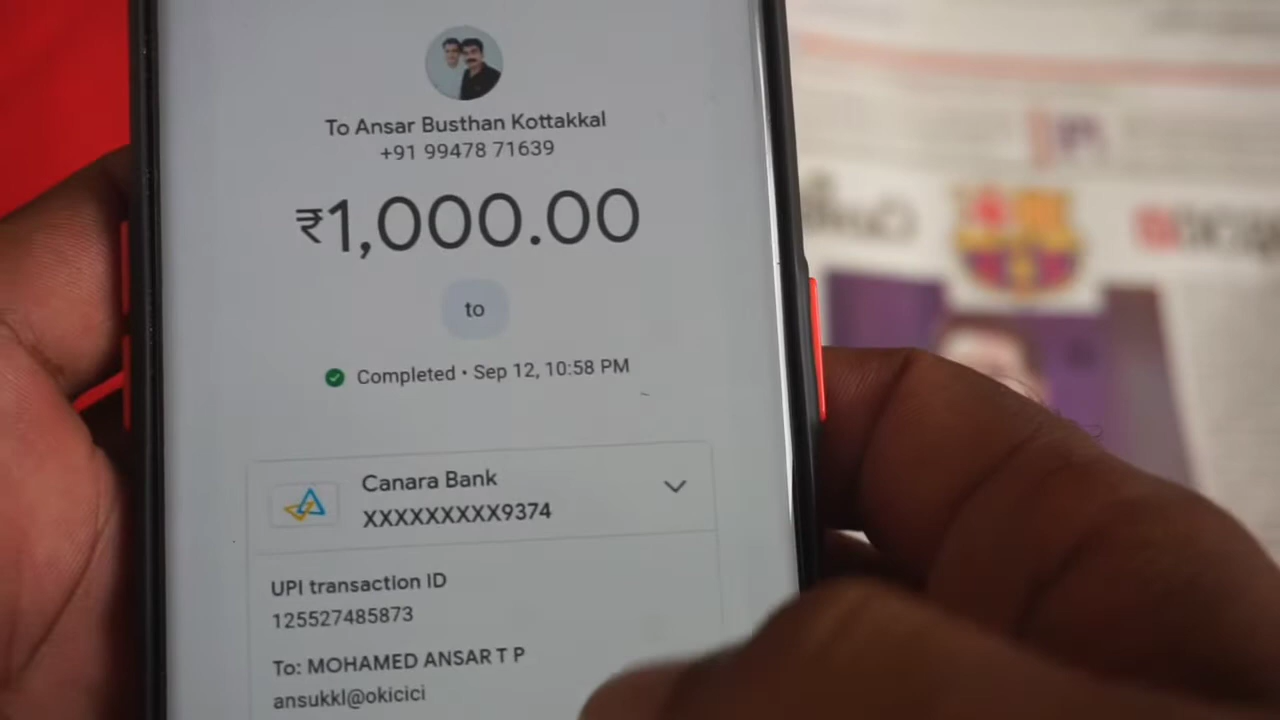 To Ansar Busthan Kottakkal
+91 99478 71639
₹1,000.00
to
Completed • Sep 12, 10:58 PM
Canara Bank
XXXXXXXXX9374
UPI transaction ID
125527485873
To: MOHAMED ANSAR T P
ansukkl@okicici